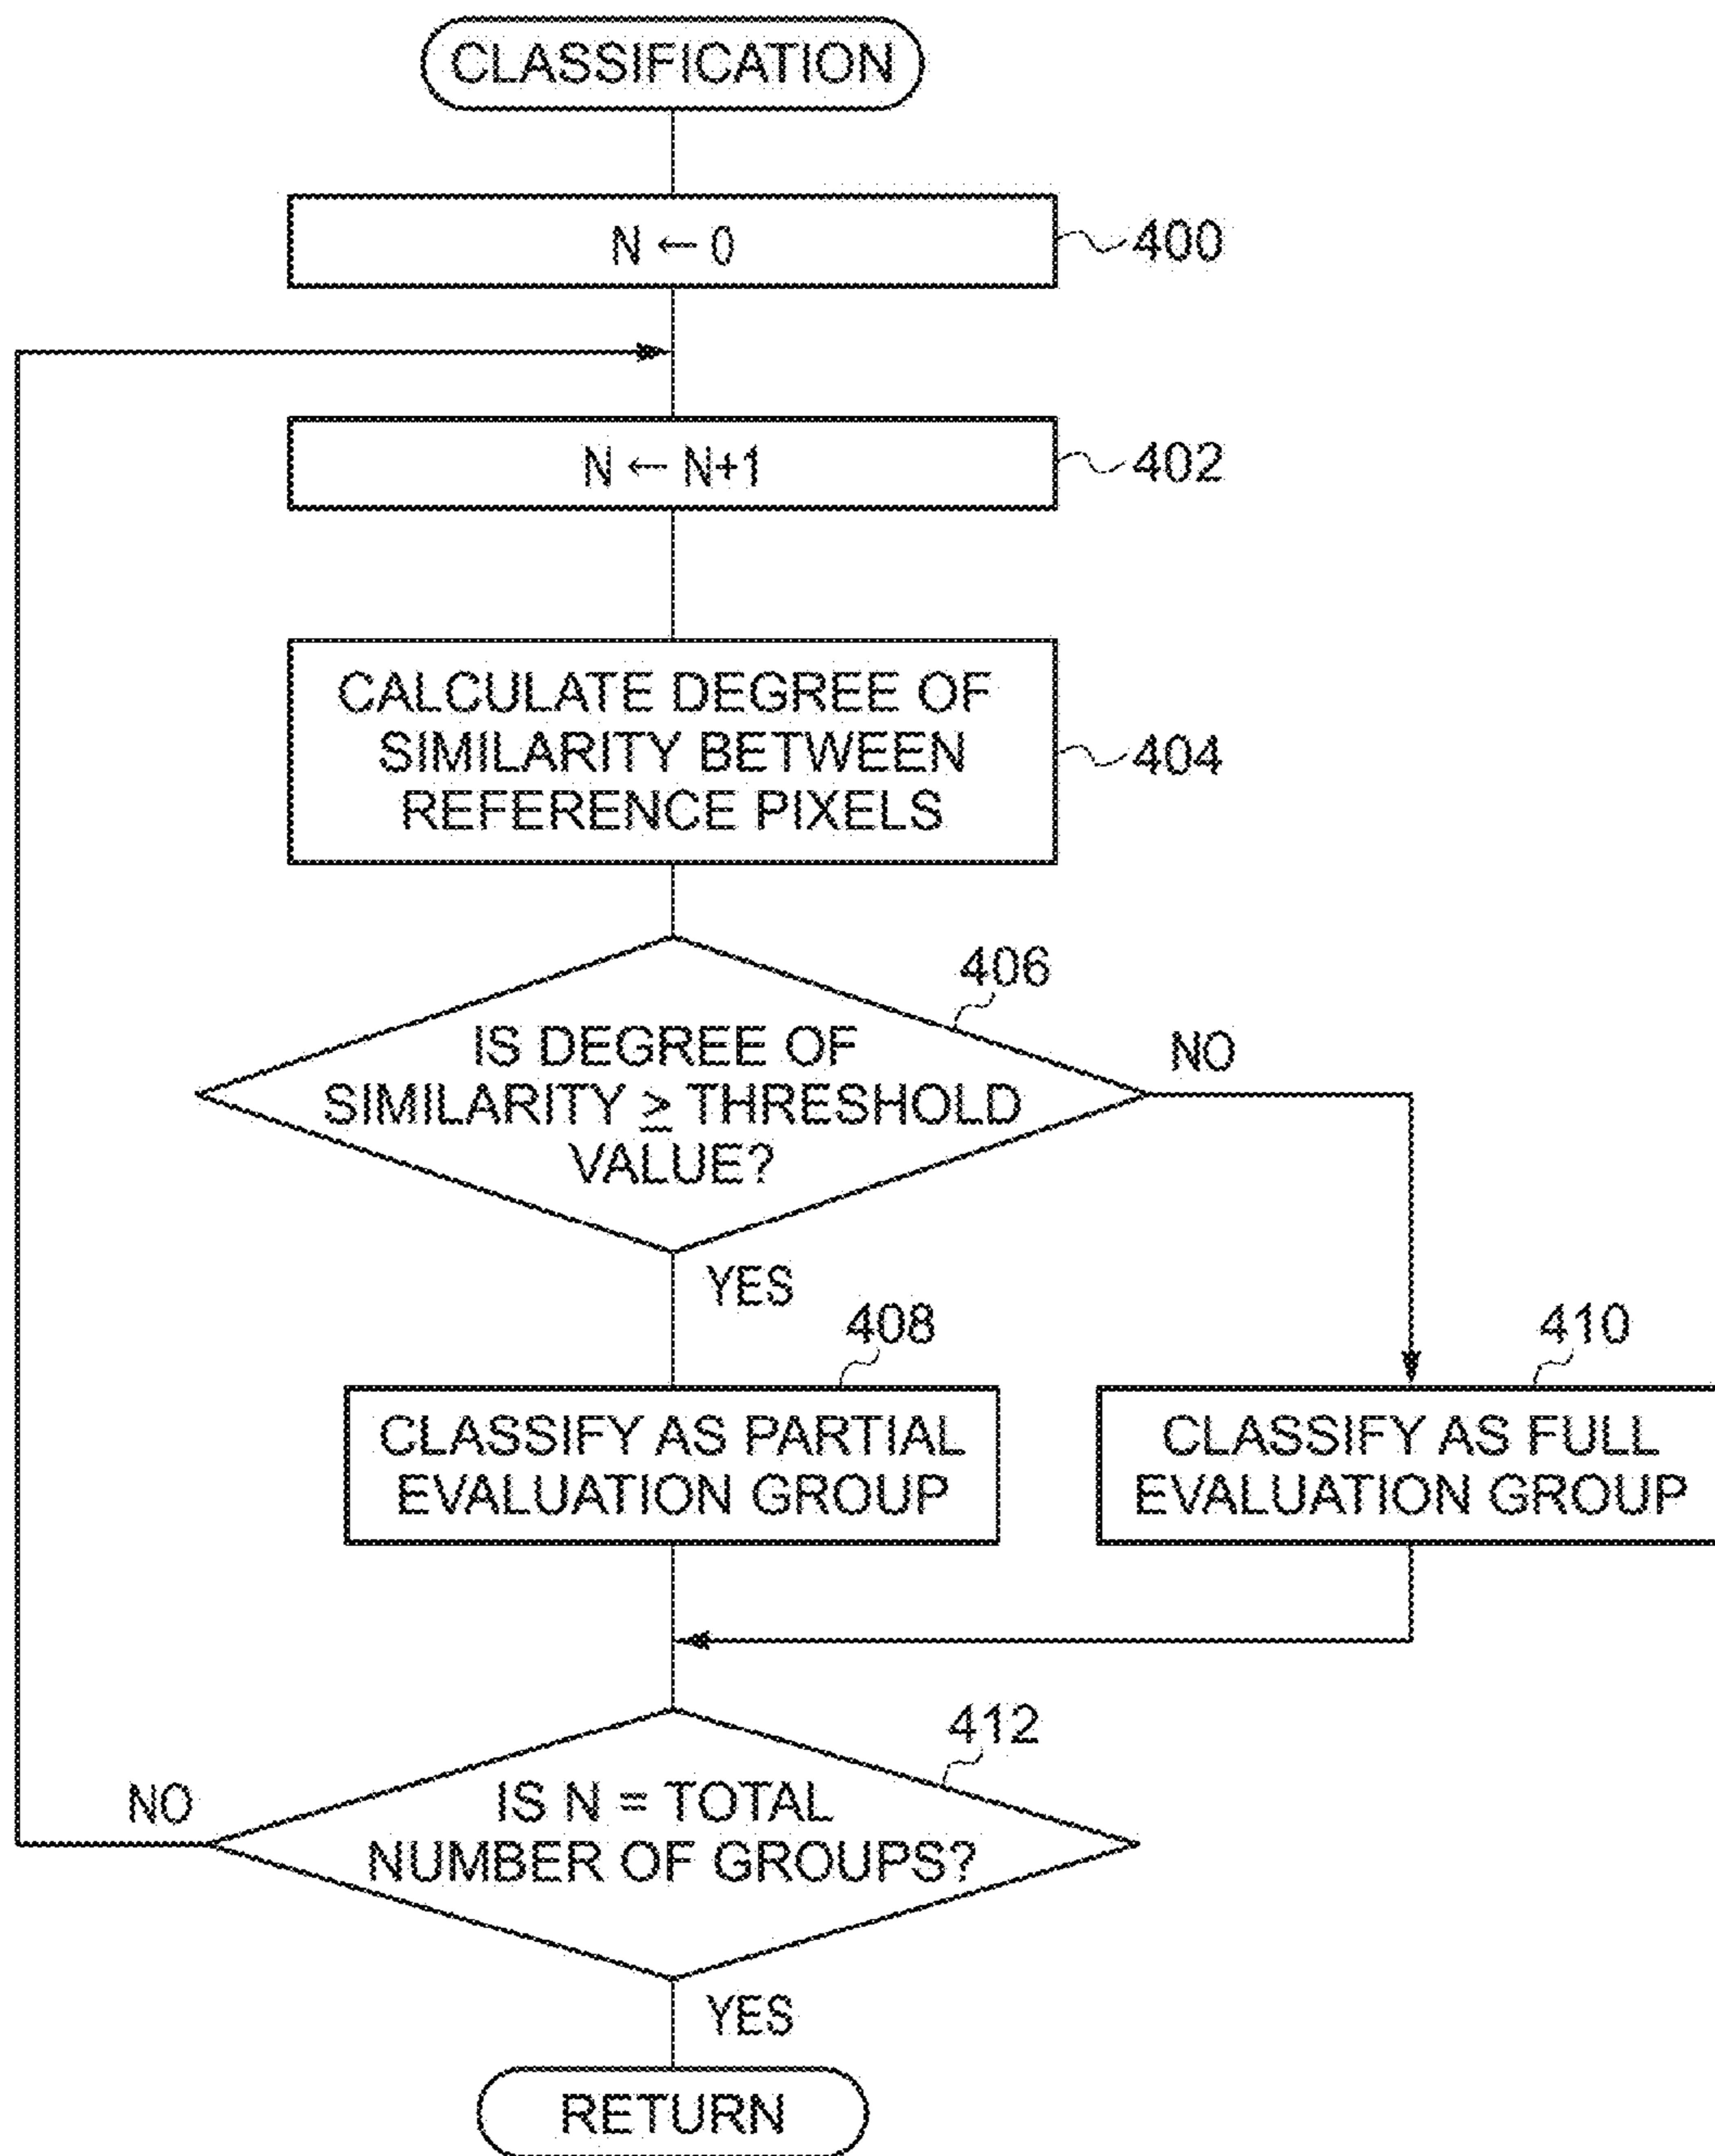 CLASSIFICATION
N ← 0
400
N ← N+1
402
CALCULATE DEGREE OF
SIMILARITY BETWEEN
REFERENCE PIXELS
404
406
IS DEGREE OF
SIMILARITY ≥ THRESHOLD
VALUE?
NO
YES
408
CLASSIFY AS PARTIAL
EVALUATION GROUP
410
CLASSIFY AS FULL
EVALUATION GROUP
412
IS N = TOTAL
NUMBER OF GROUPS?
NO
YES
RETURN